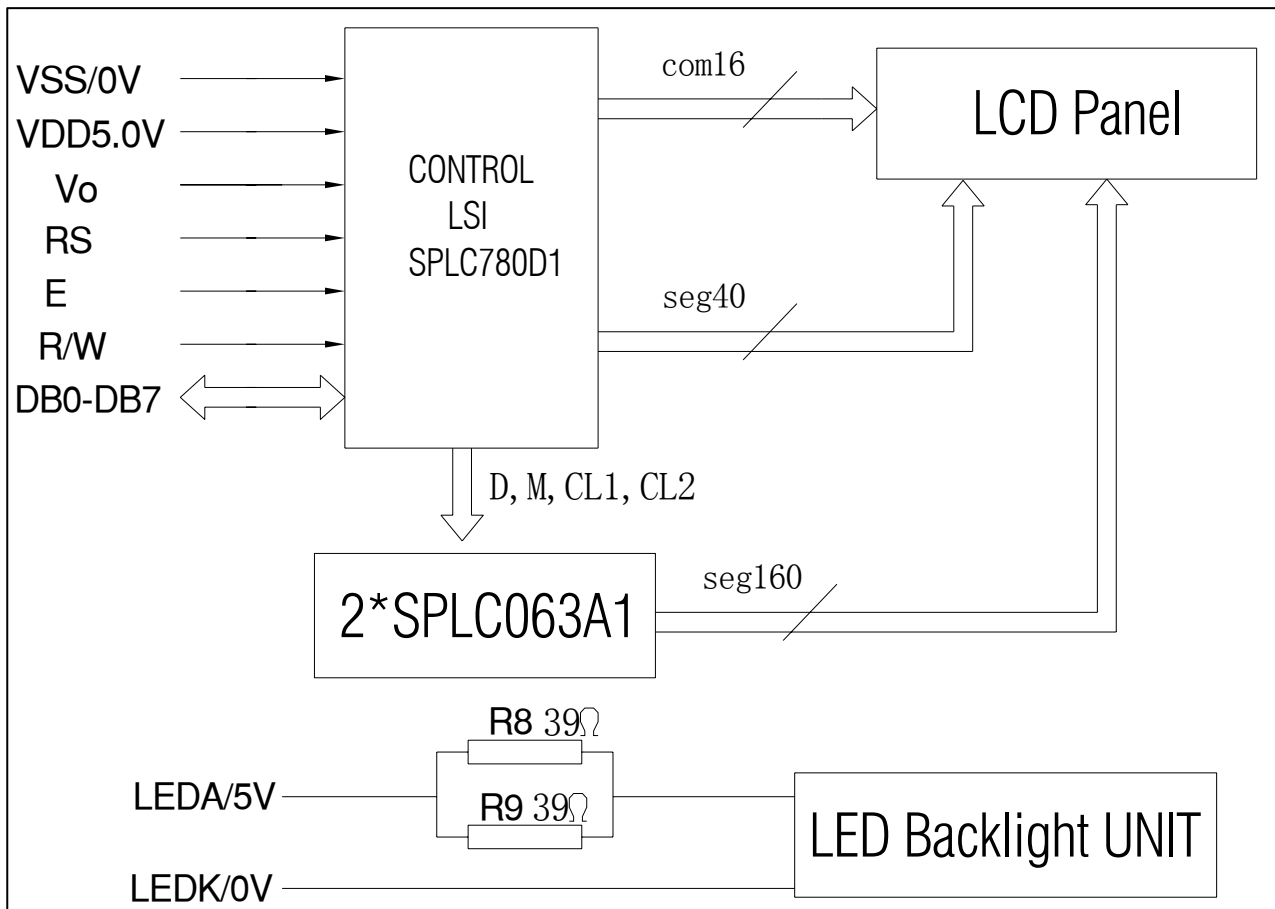 VSS/0V
VDD5.0V
Vo
RS
E
R/W
DB0-DB7
CONTROL
LSI
SPLC780D1
com16
LCD Panel
seg40
D, M, CL1, CL2
2*SPLC063A1
seg160
R8 39Ω
LEDA/5V
R9 39Ω
LED Backlight UNIT
LEDK/0V